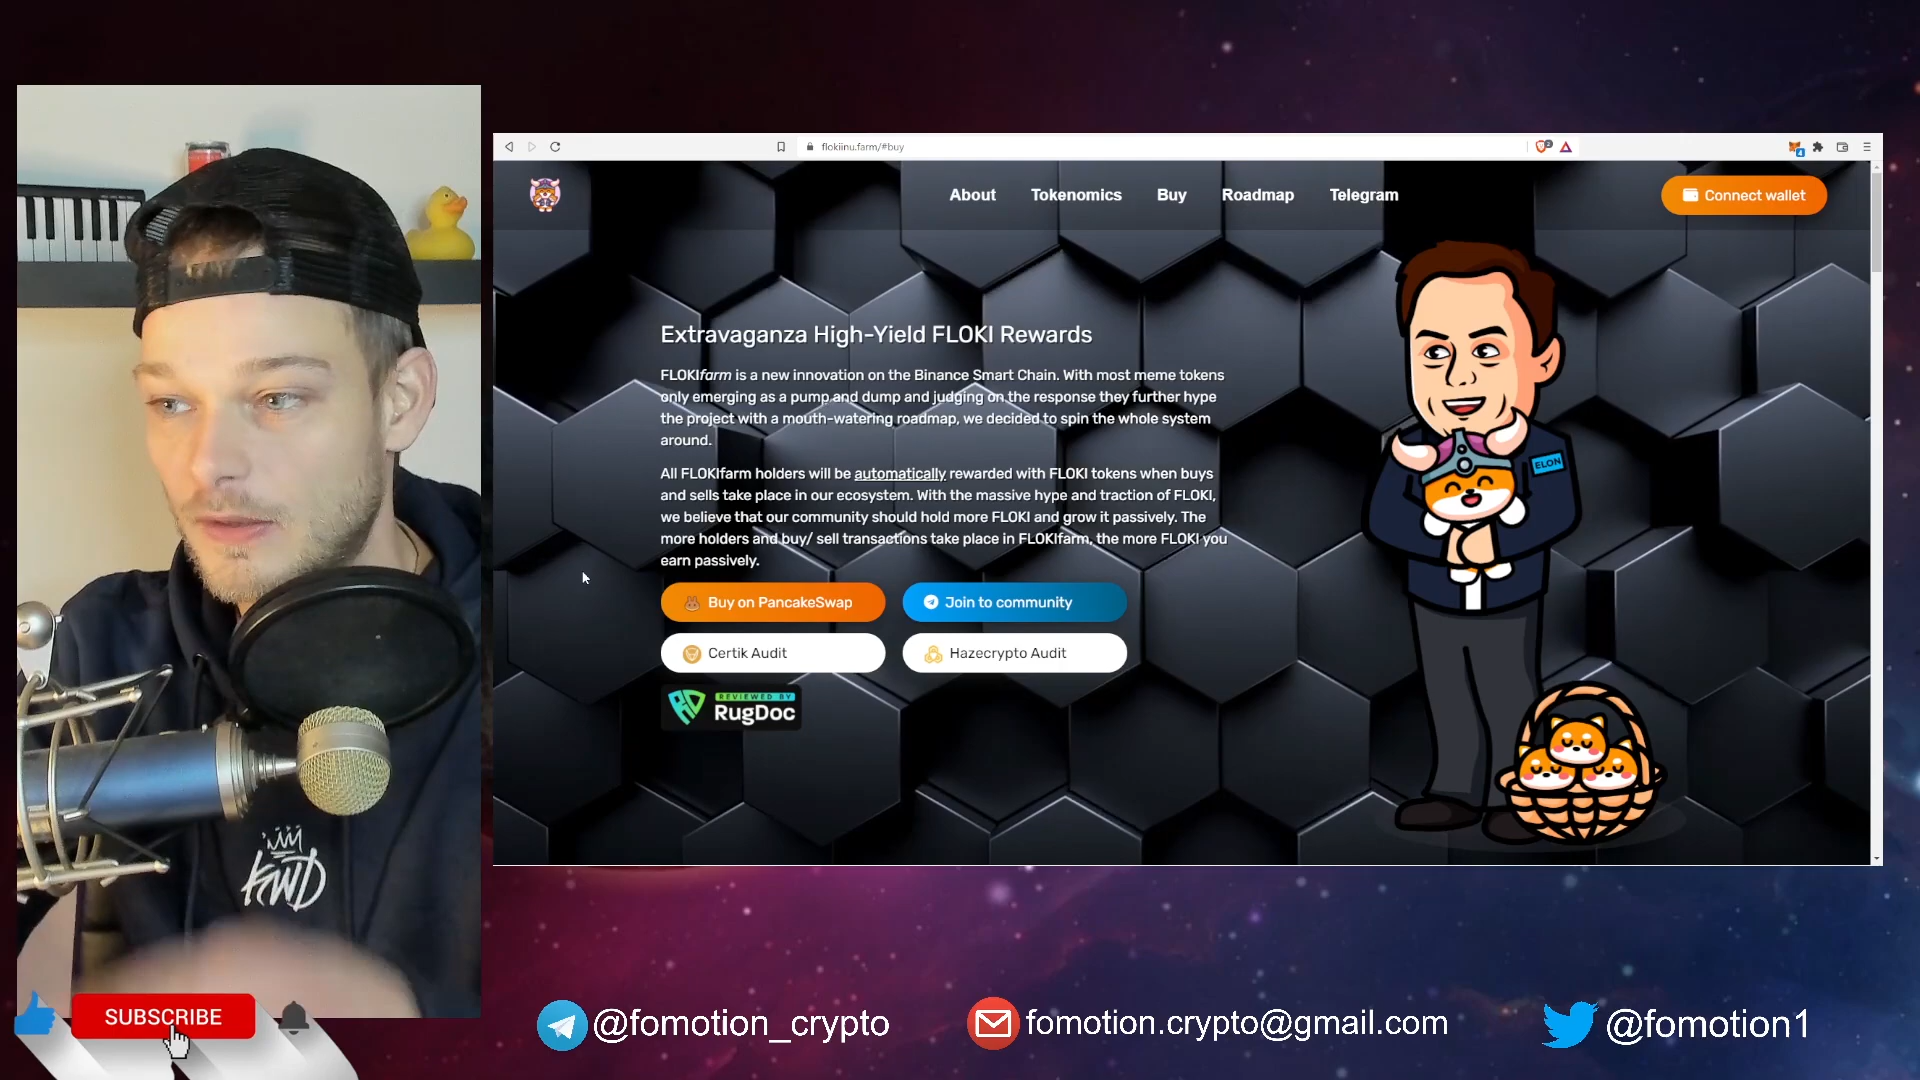 flokiinu.farm/#buy
About Tokenomics Buy Roadmap Telegram
Connect wallet
Extravaganza High-Yield FLOKI Rewards
FLOKIfarm is a new innovation on the Binance Smart Chain. With most meme tokens
only emerging as a pump and dump and judging on the response they further hype
the project with a mouth-watering roadmap, we decided to spin the whole system
around.
All FLOKIfarm holders will be automatically rewarded with FLOKI tokens when buys
and sells take place in our ecosystem. With the massive hype and traction of FLOKI,
we believe that our community should hold more FLOKI and grow it passively. The
more holders and buy/ sell transactions take place in FLOKIfarm, the more FLOKI you
earn passively.
Buy on PancakeSwap
Join to community
Certik Audit
Hazecrypto Audit
REVIEWED BY
RugDoc
ELON
KWD
SUBSCRIBE
@fomotion_crypto
fomotion.crypto@gmail.com
@fomotion1